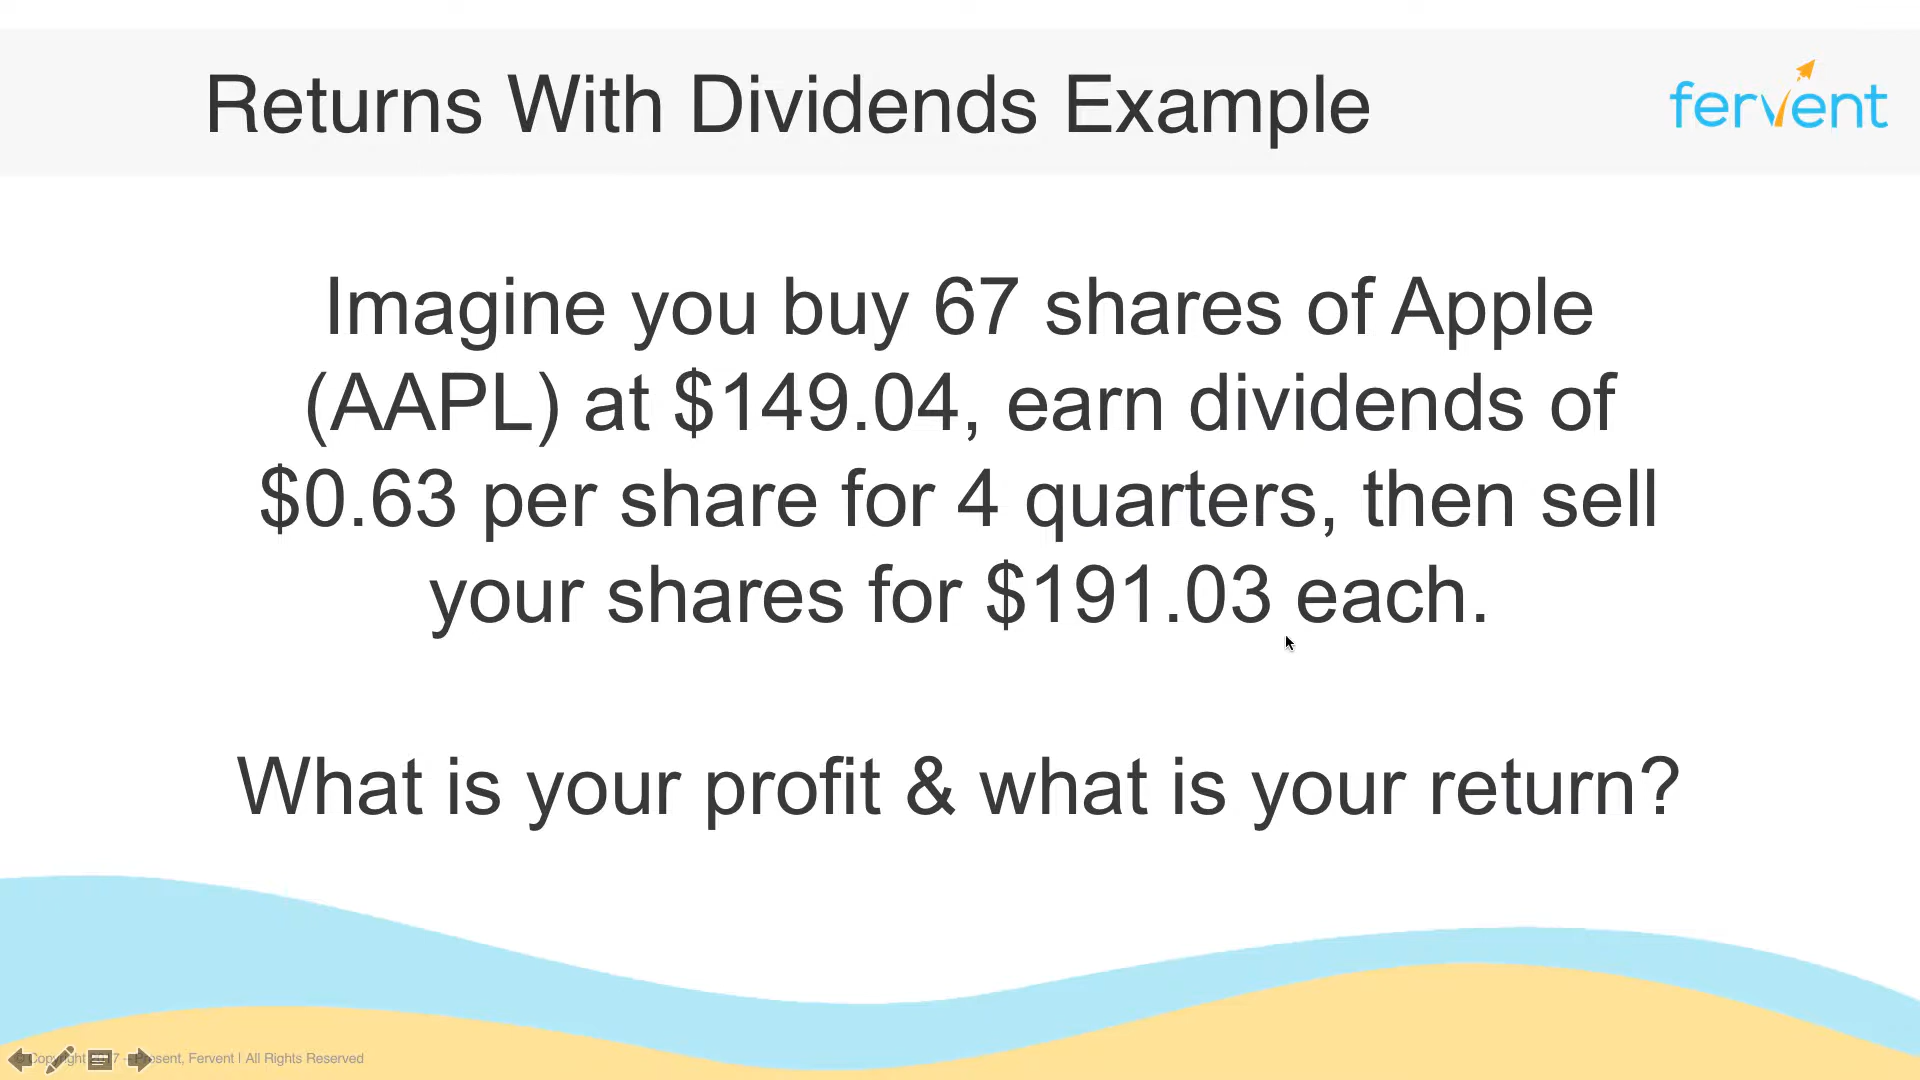 Returns With Dividends Example
fervent
Imagine you buy 67 shares of Apple
(AAPL) at $149.04, earn dividends of
$0.63 per share for 4 quarters, then sell
your shares for $191.03 each.
What is your profit & what is your return?
Present, Fervent | All Rights Reserved